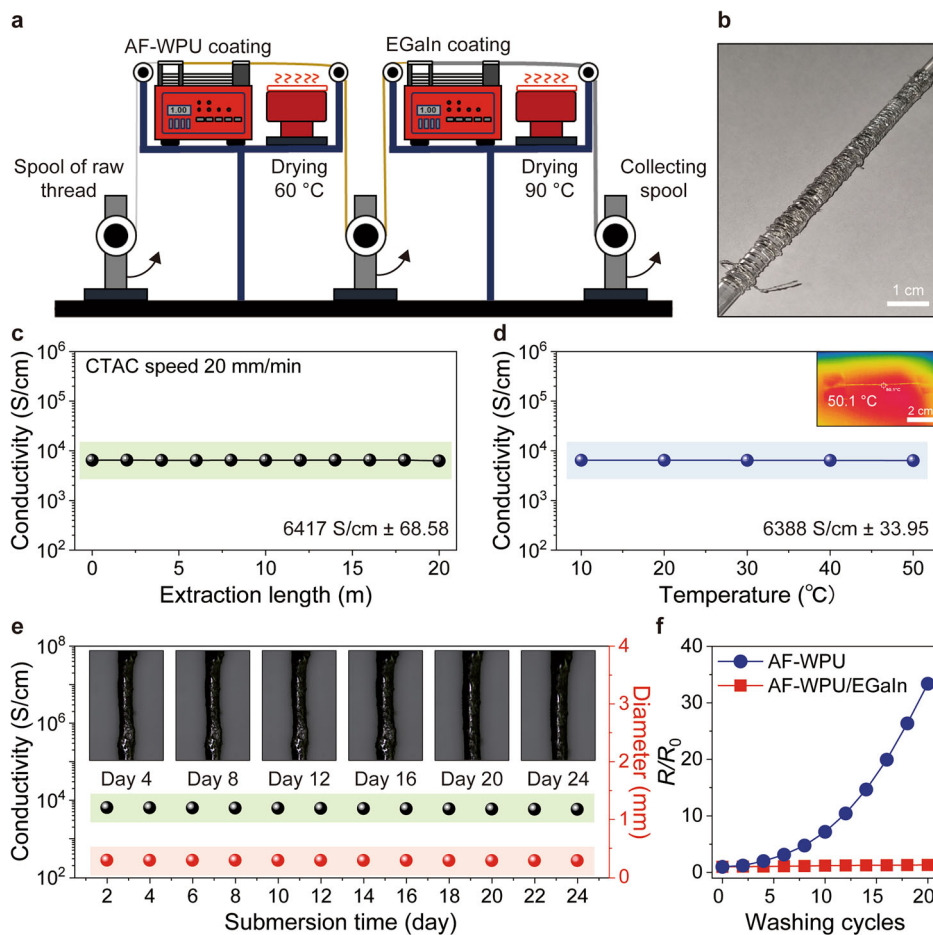 a
AF-WPU coating
EGaIn coating
1.00
1.00
Spool of raw
thread
Drying
60 °C
Drying
90 °C
Collecting
spool
b
1 cm
c
Conductivity (S/cm)
10⁶
10⁵
10⁴
10³
10²
CTAC speed 20 mm/min
6417 S/cm ± 68.58
0 5 10 15 20
Extraction length (m)
d
Conductivity (S/cm)
10⁶
10⁵
10⁴
10³
10²
50.1 °C
2 cm
6388 S/cm ± 33.95
10 20 30 40 50
Temperature (°C)
e
Conductivity (S/cm)
10⁸
10⁶
10⁴
10²
Day 4 Day 8 Day 12 Day 16 Day 20 Day 24
4
3
2
1
0
Diameter (mm)
2 4 6 8 10 12 14 16 18 20 22 24
Submersion time (day)
f
R/R₀
40
30
20
10
0
AF-WPU
AF-WPU/EGaIn
0 5 10 15 20
Washing cycles